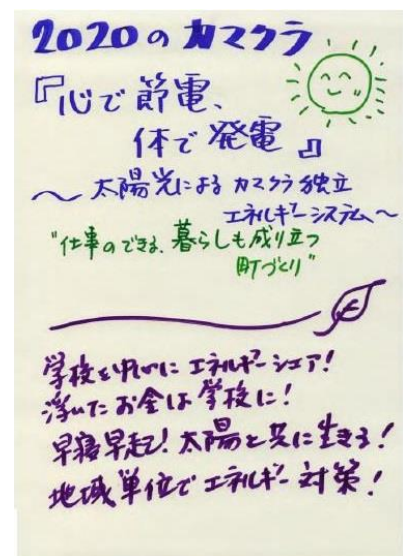 2020のカマクラ
『心で節電、
体で発電』
～太陽光によるカマクラ独立
エネルギーシステム～
"仕事のできる、暮らしも成り立つ
町づくり"
学校を中心にエネルギーシェア!
浮いたお金は学校に!
早寝早起!太陽と共に生きる!
地域単位でエネルギー対策!